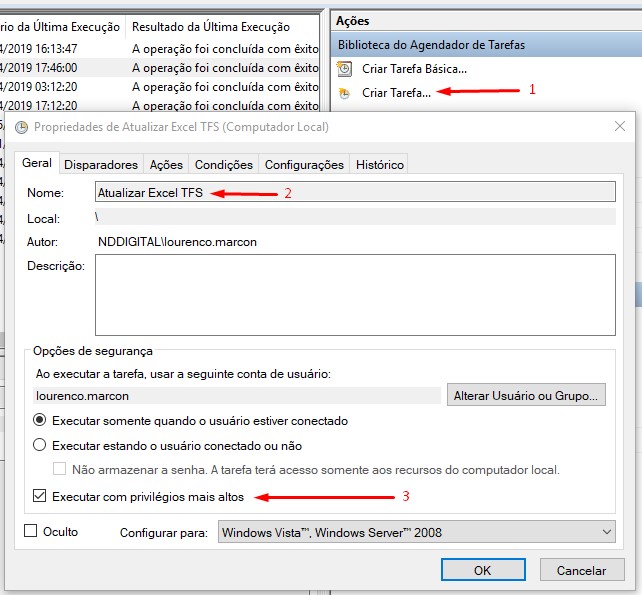 rio da Última Execução Resultado da Última Execução
4/2019 16:13:47 A operação foi concluída com êxito
4/2019 17:46:00 A operação foi concluída com êxito
4/2019 03:12:20 A operação foi concluída com êxito
4/2019 17:12:20 A operação foi concluída com êxito
Ações
Biblioteca do Agendador de Tarefas
Criar Tarefa Básica...
Criar Tarefa... 1
Propriedades de Atualizar Excel TFS (Computador Local)
Geral Disparadores Ações Condições Configurações Histórico
Nome: Atualizar Excel TFS 2
Local: \
Autor: NDDIGITAL\lourenco.marcon
Descrição:
Opções de segurança
Ao executar a tarefa, usar a seguinte conta de usuário:
lourenco.marcon Alterar Usuário ou Grupo...
Executar somente quando o usuário estiver conectado
Executar estando o usuário conectado ou não
Não armazenar a senha. A tarefa terá acesso somente aos recursos do computador local.
Executar com privilégios mais altos 3
Oculto Configurar para: Windows Vista™, Windows Server™ 2008
OK Cancelar